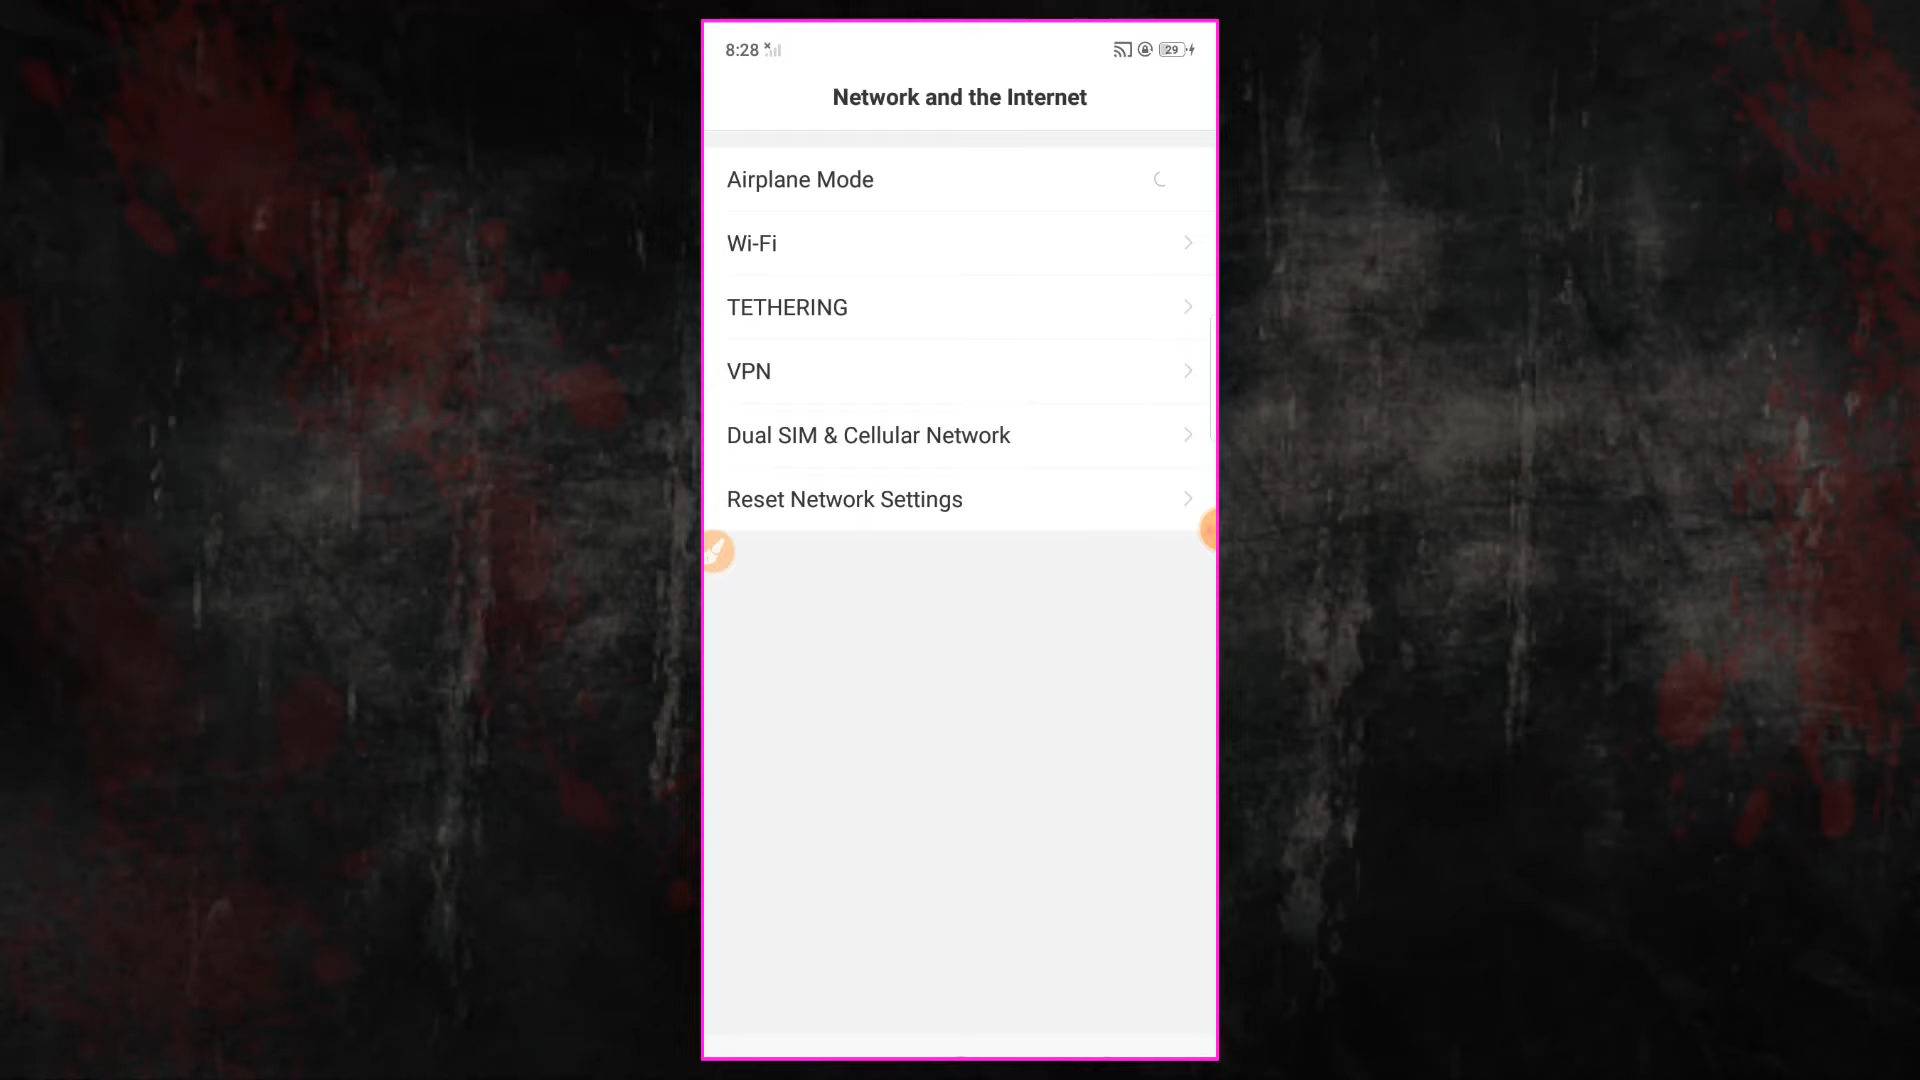 8:28 29
Network and the Internet
Airplane Mode
Wi-Fi
TETHERING
VPN
Dual SIM & Cellular Network
Reset Network Settings